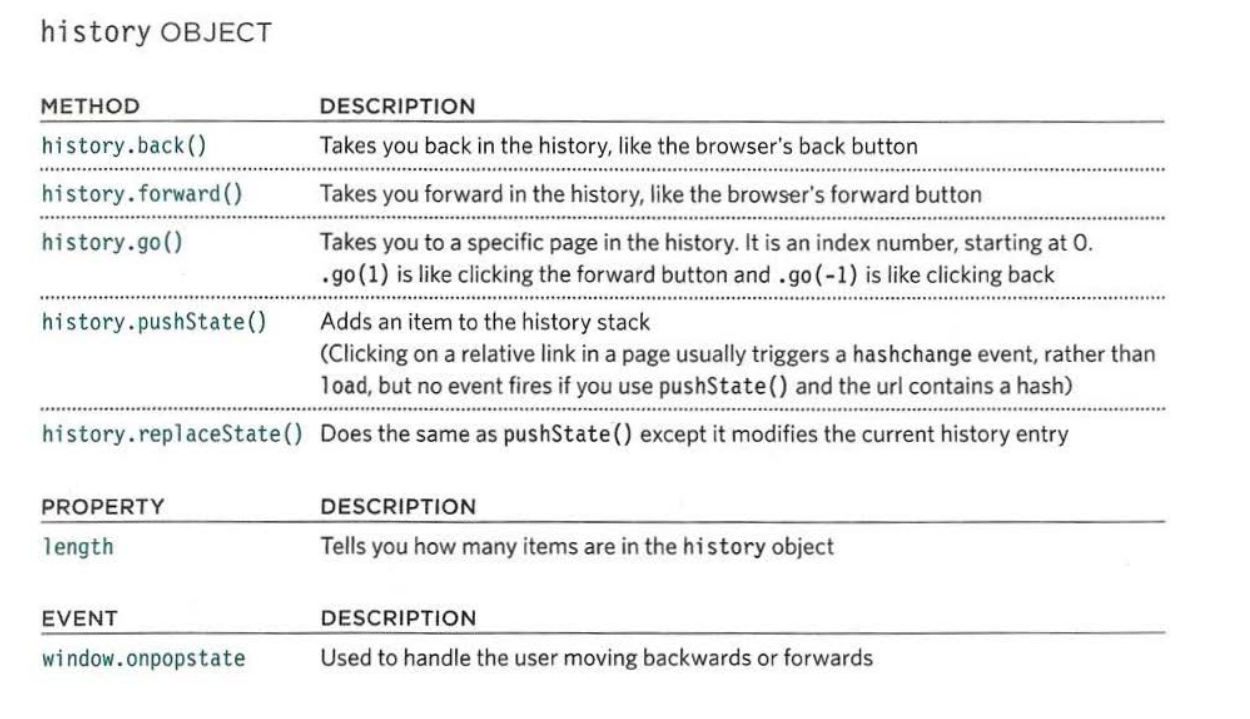 history OBJECT
METHOD DESCRIPTION
history.back() Takes you back in the history, like the browser's back button
history.forward() Takes you forward in the history, like the browser's forward button
history.go() Takes you to a specific page in the history. It is an index number, starting at 0.
.go(1) is like clicking the forward button and .go(-1) is like clicking back
history.pushState() Adds an item to the history stack
(Clicking on a relative link in a page usually triggers a hashchange event, rather than
load, but no event fires if you use pushState() and the url contains a hash)
history.replaceState() Does the same as pushState() except it modifies the current history entry
PROPERTY DESCRIPTION
length Tells you how many items are in the history object
EVENT DESCRIPTION
window.onpopstate Used to handle the user moving backwards or forwards